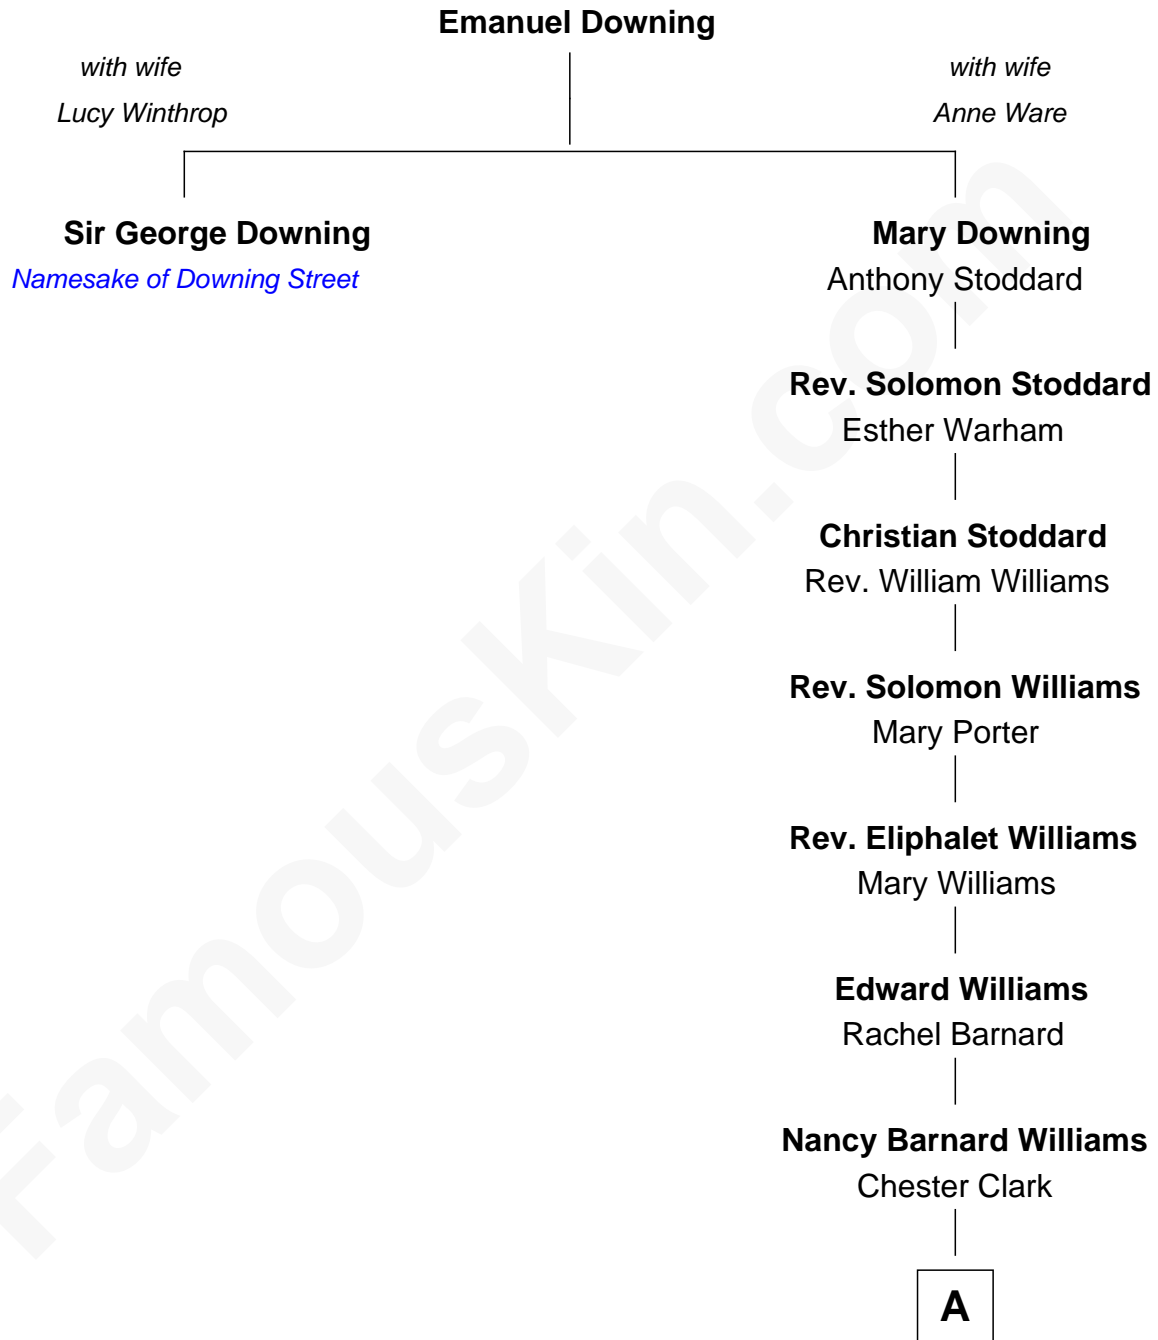 Emanuel Downing
with wife
Lucy Winthrop
with wife
Anne Ware
Sir George Downing
Namesake of Downing Street
Mary Downing
Anthony Stoddard
Rev. Solomon Stoddard
Esther Warham
Christian Stoddard
Rev. William Williams
Rev. Solomon Williams
Mary Porter
Rev. Eliphalet Williams
Mary Williams
Edward Williams
Rachel Barnard
Nancy Barnard Williams
Chester Clark
A
FamousKin.com